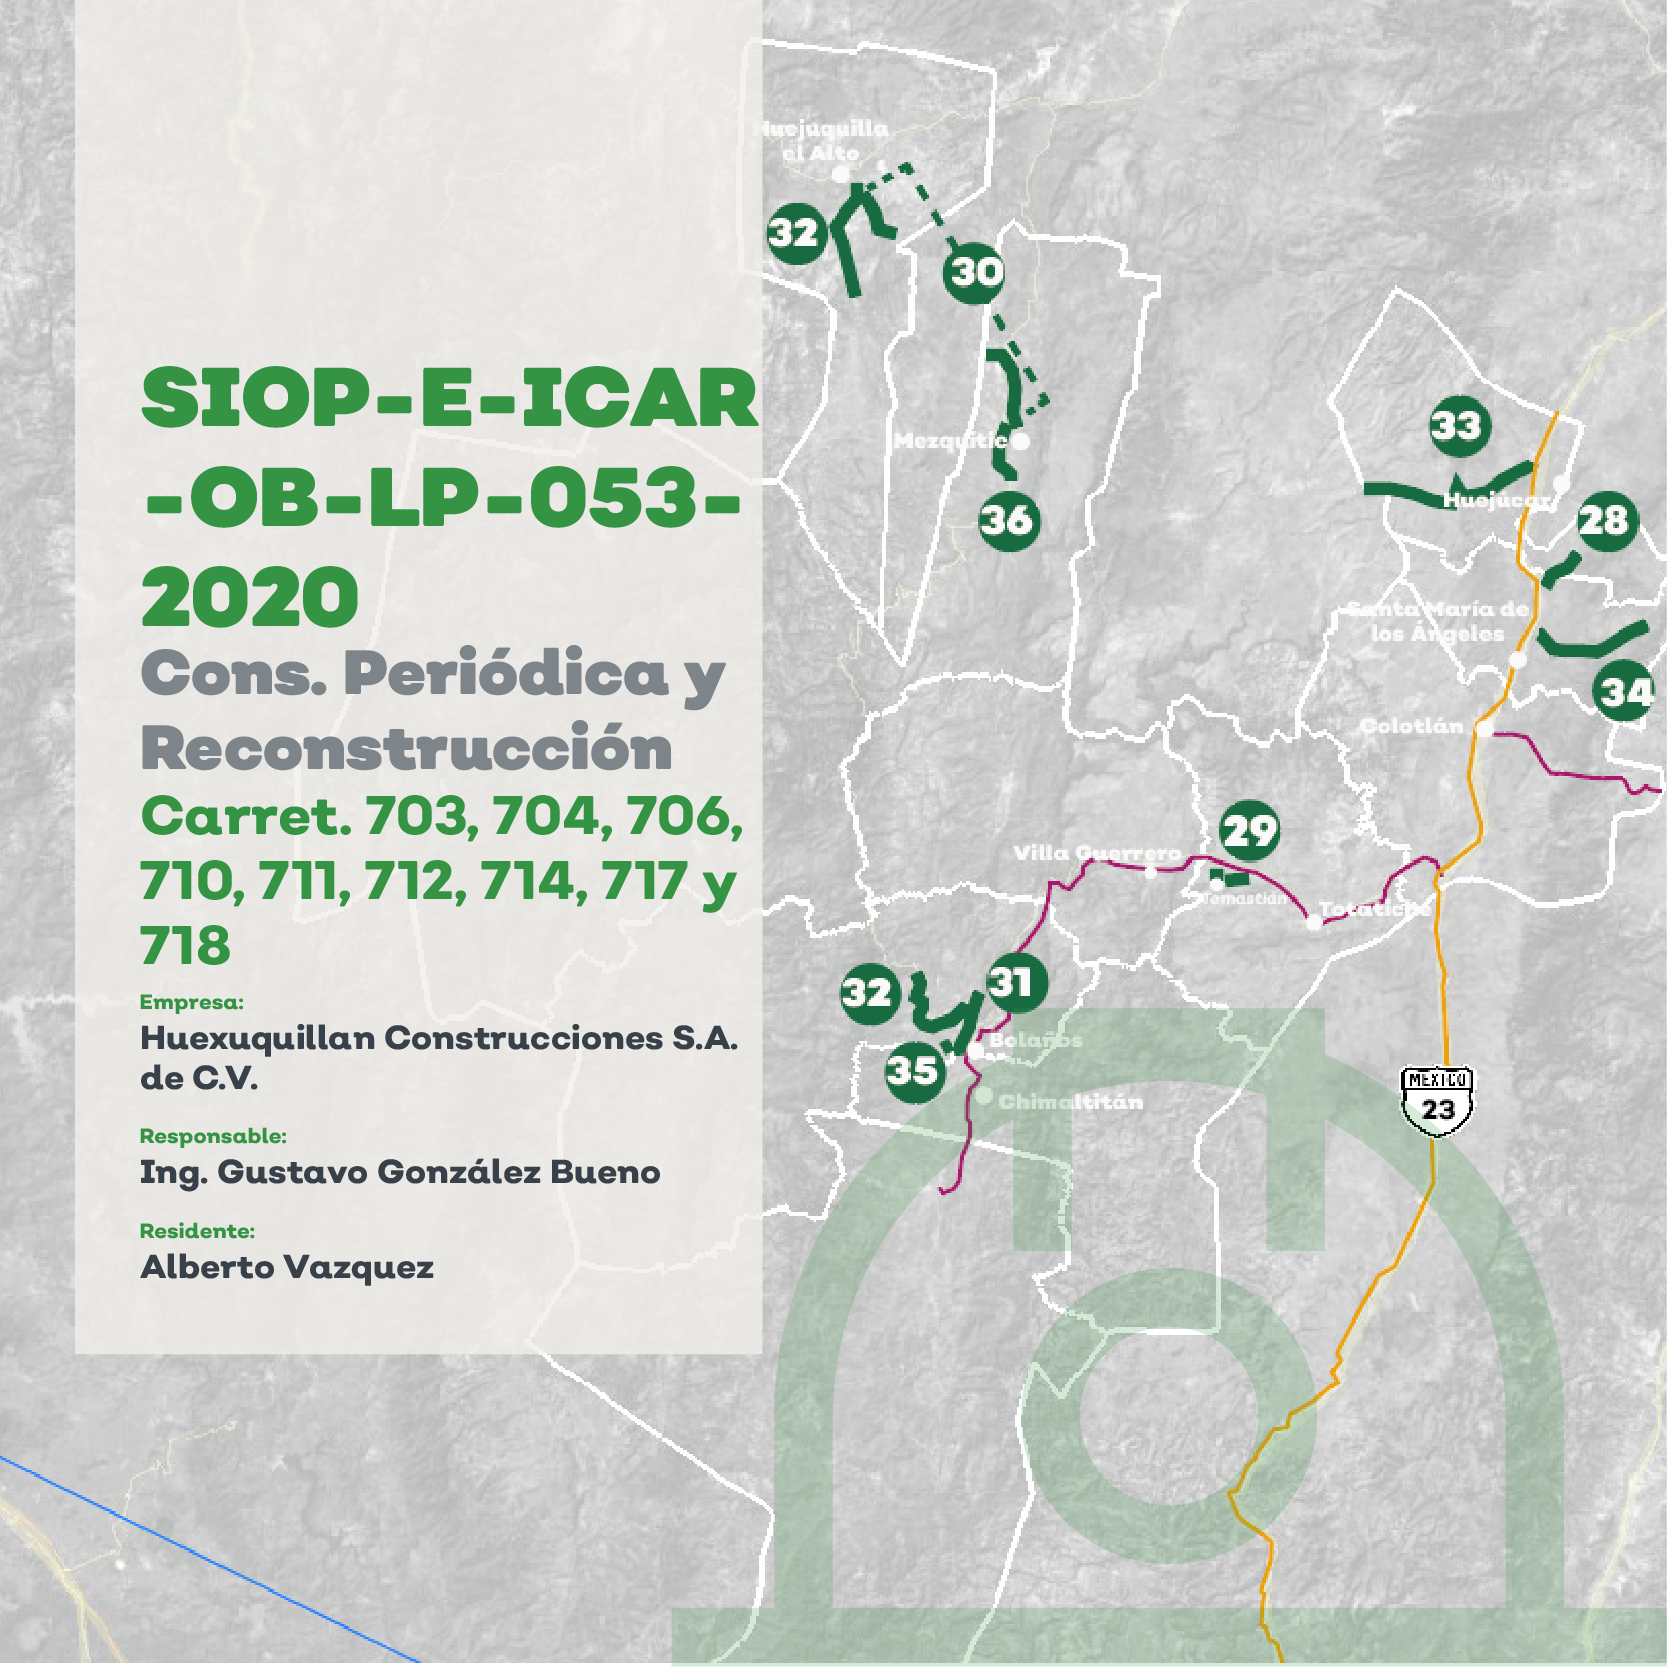 SIOP-E-ICAR
-OB-LP-053-
2020
Cons. Periódica y
Reconstrucción
Carret. 703, 704, 706,
710, 711, 712, 714, 717 y
718
Empresa:
Huexuquillan Construcciones S.A.
de C.V.
Responsable:
Ing. Gustavo González Bueno
Residente:
Alberto Vazquez
Huejuquilla
el Alto
32
30
Mezquitic
36
33
Huejúcar
28
Santa María de
los Ángeles
34
Colotlán
29
Villa Guerrero
Temastián
Totatiche
32
31
Bolaños
35
Chimaltitán
MEXICO
23